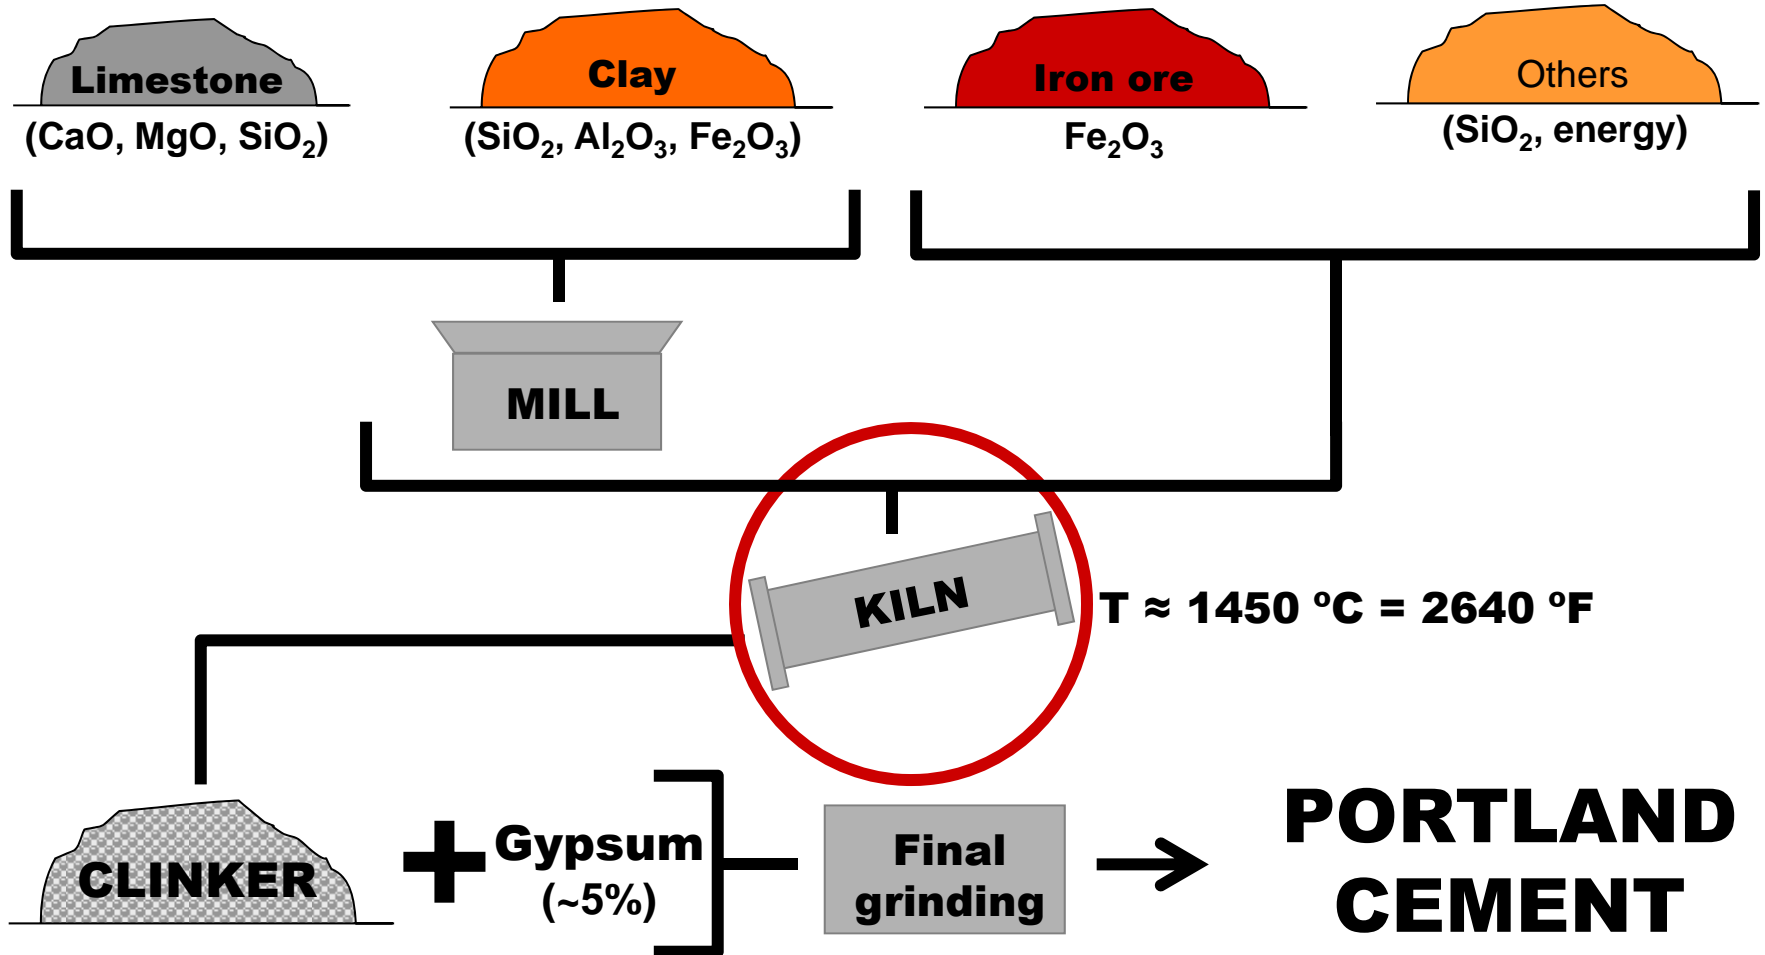 Limestone
(CaO, MgO, SiO₂)
Clay
(SiO₂, Al₂O₃, Fe₂O₃)
Iron ore
Fe₂O₃
Others
(SiO₂, energy)
MILL
KILN
T ≈ 1450 ºC = 2640 ºF
CLINKER
+
Gypsum
(~5%)
Final
grinding
PORTLAND
CEMENT